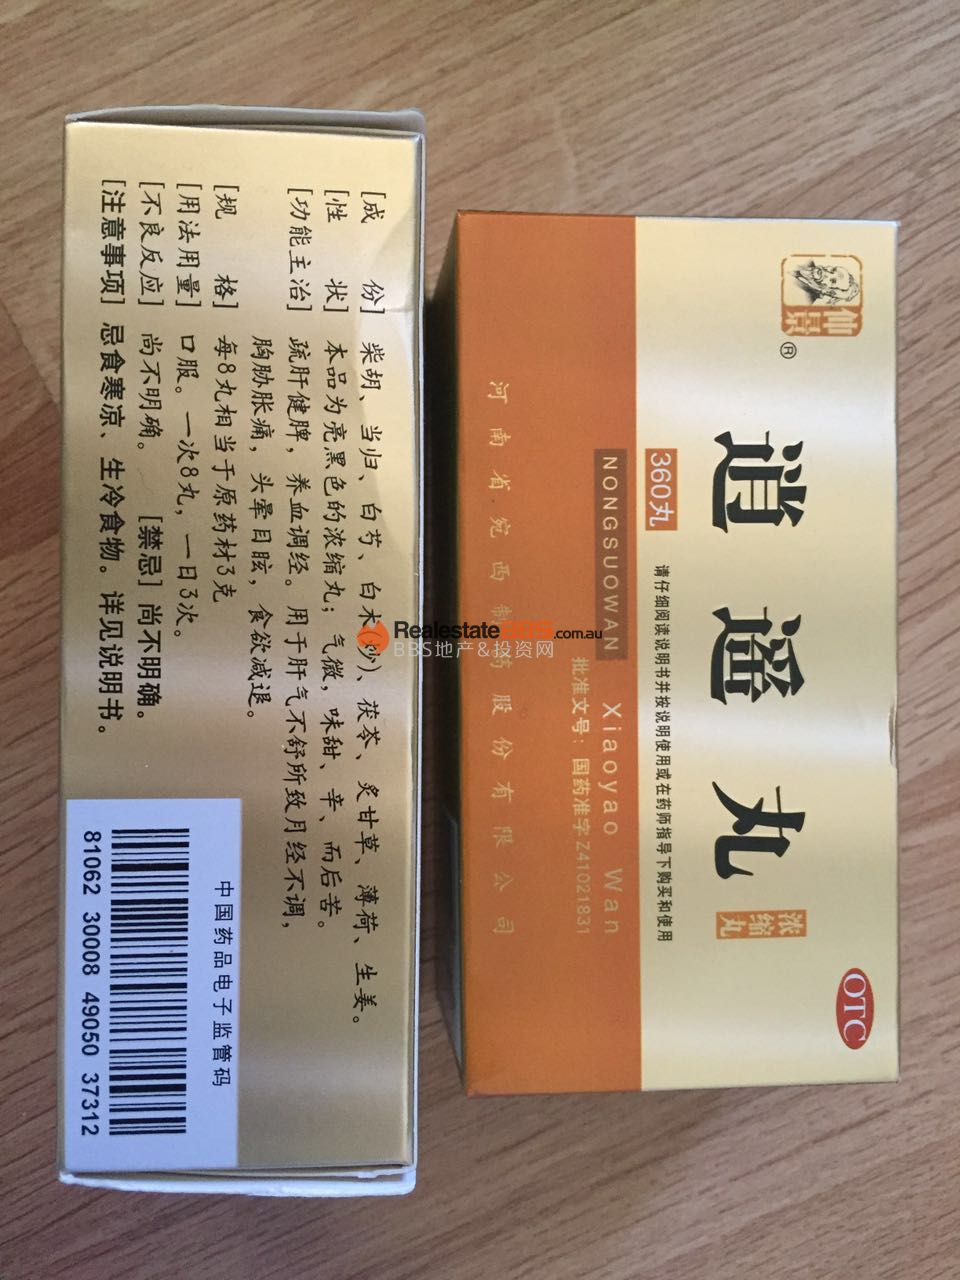 仲景
®
逍遥丸
浓缩丸
OTC
360丸
请仔细阅读说明书并按说明使用或在药师指导下购买和使用
NONGSUOWAN
Xiaoyao Wan
批准文号：国药准字Z41021831
河南省宛西制药股份有限公司
[成份] 柴胡、当归、白芍、白术(炒)、茯苓、炙甘草、薄荷、生姜。
[性状] 本品为亮黑色的浓缩丸；气微，味甜、辛、而后苦。
[功能主治] 疏肝健脾，养血调经。用于肝气不舒所致月经不调，
胸胁胀痛，头晕目眩，食欲减退。
[规格] 每8丸相当于原药材3克
[用法用量] 口服。一次8丸，一日3次。
[不良反应] 尚不明确。 [禁忌] 尚不明确。
[注意事项] 忌食寒凉、生冷食物。详见说明书。
中国药品电子监管码
81062 30008 49050 37312
RealestateBBS.com.au
BBS地产&投资网